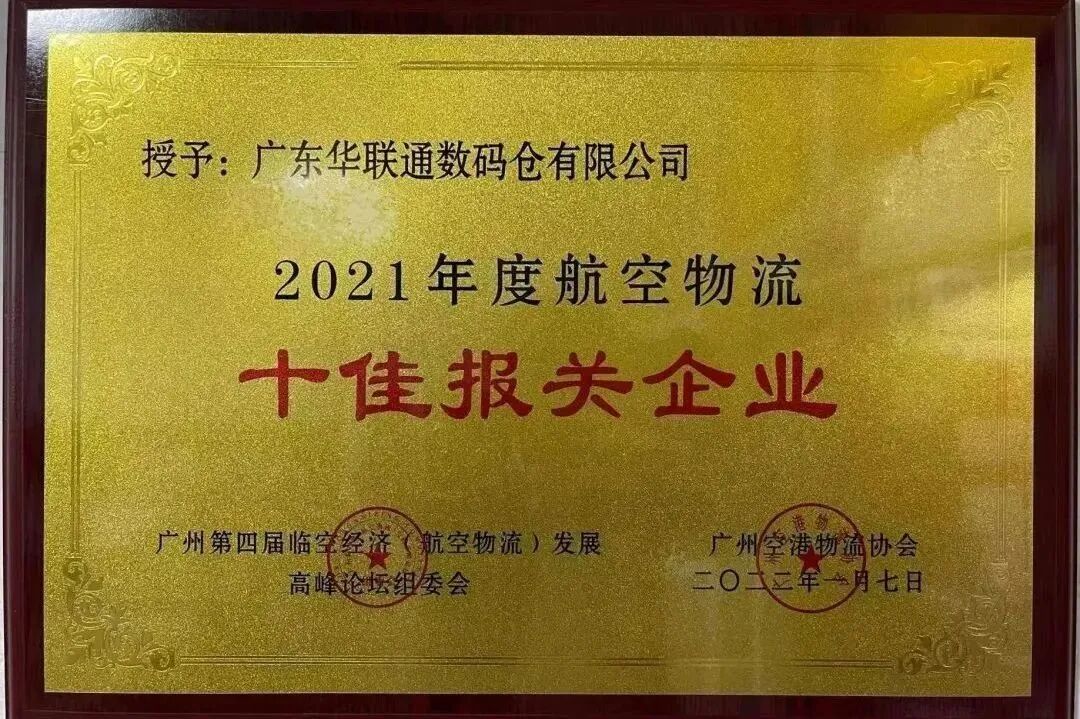 授予：广东华联通数码仓有限公司
2021年度航空物流
十佳报关企业
广州第四届临空经济（航空物流）发展
高峰论坛组委会
广州空港物流协会
二〇二二年一月七日